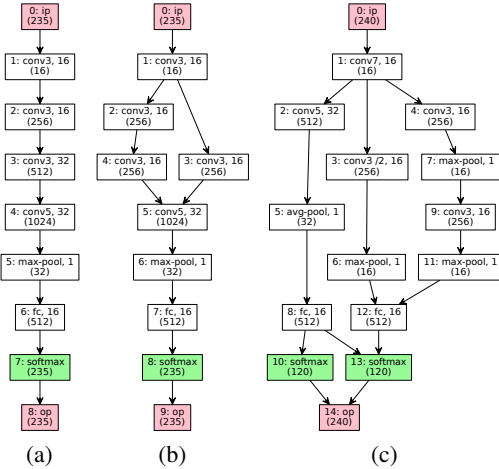 0: ip
(235)
1: conv3, 16
(16)
2: conv3, 16
(256)
3: conv3, 32
(512)
4: conv5, 32
(1024)
5: max-pool, 1
(32)
6: fc, 16
(512)
7: softmax
(235)
8: op
(235)
(a)
0: ip
(235)
1: conv3, 16
(16)
2: conv3, 16
(256)
4: conv3, 16
(256)
3: conv3, 16
(256)
5: conv5, 32
(1024)
6: max-pool, 1
(32)
7: fc, 16
(512)
8: softmax
(235)
9: op
(235)
(b)
0: ip
(240)
1: conv7, 16
(16)
2: conv5, 32
(512)
4: conv3, 16
(256)
3: conv3 /2, 16
(256)
7: max-pool, 1
(16)
5: avg-pool, 1
(32)
9: conv3, 16
(256)
6: max-pool, 1
(16)
11: max-pool, 1
(16)
8: fc, 16
(512)
12: fc, 16
(512)
10: softmax
(120)
13: softmax
(120)
14: op
(240)
(c)